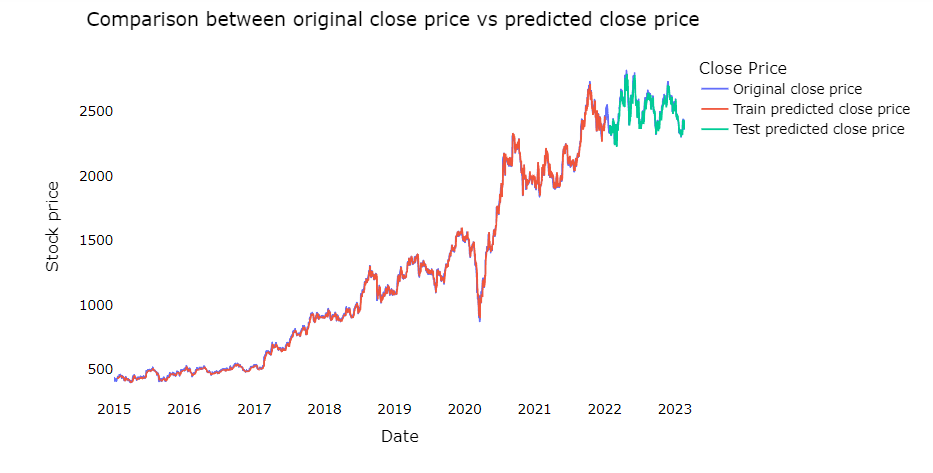 Comparison between original close price vs predicted close price
Close Price
Original close price
Train predicted close price
Test predicted close price
Stock price
2500
2000
1500
1000
500
2015 2016 2017 2018 2019 2020 2021 2022 2023
Date